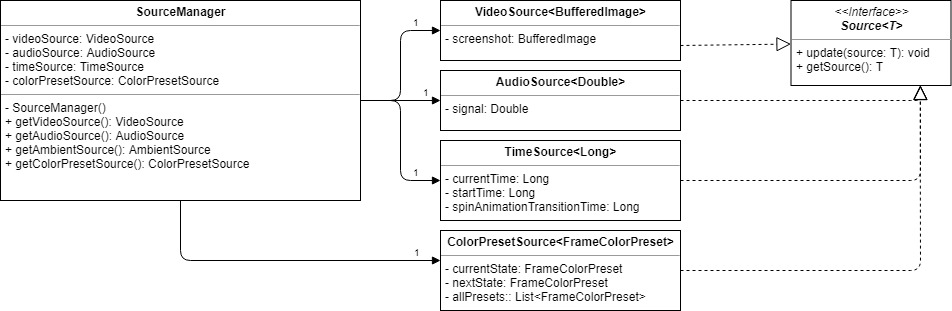 SourceManager
- videoSource: VideoSource
- audioSource: AudioSource
- timeSource: TimeSource
- colorPresetSource: ColorPresetSource
- SourceManager()
+ getVideoSource(): VideoSource
+ getAudioSource(): AudioSource
+ getAmbientSource(): AmbientSource
+ getColorPresetSource(): ColorPresetSource
1
VideoSource<BufferedImage>
- screenshot: BufferedImage
1
AudioSource<Double>
- signal: Double
1
TimeSource<Long>
- currentTime: Long
- startTime: Long
- spinAnimationTransitionTime: Long
1
ColorPresetSource<FrameColorPreset>
- currentState: FrameColorPreset
- nextState: FrameColorPreset
- allPresets:: List<FrameColorPreset>
<<Interface>>
Source<T>
+ update(source: T): void
+ getSource(): T